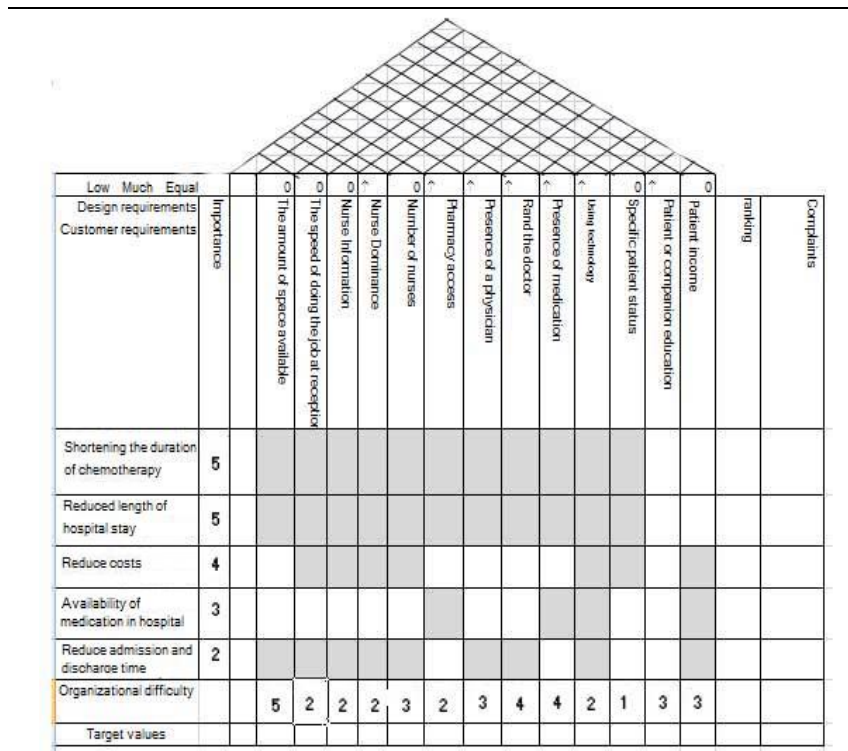 Low Much Equal
0 0 0 ^ 0 ^ ^ ^ ^ ^ 0 ^ 0
Design requirements
Customer requirements
Importance
The amount of space available
The speed of doing the job at reception
Nurse Information
Nurse Dominance
Number of nurses
Pharmacy access
Presence of a physician
Rand the doctor
Presence of medication
Using technology
Specific patient status
Patient or companion education
Patient income
ranking
Complaints
Shortening the duration
of chemotherapy
5
Reduced length of
hospital stay
5
Reduce costs
4
Availability of
medication in hospital
3
Reduce admission and
discharge time
2
Organizational difficulty
5 2 2 2 3 2 3 4 4 2 1 3 3
Target values